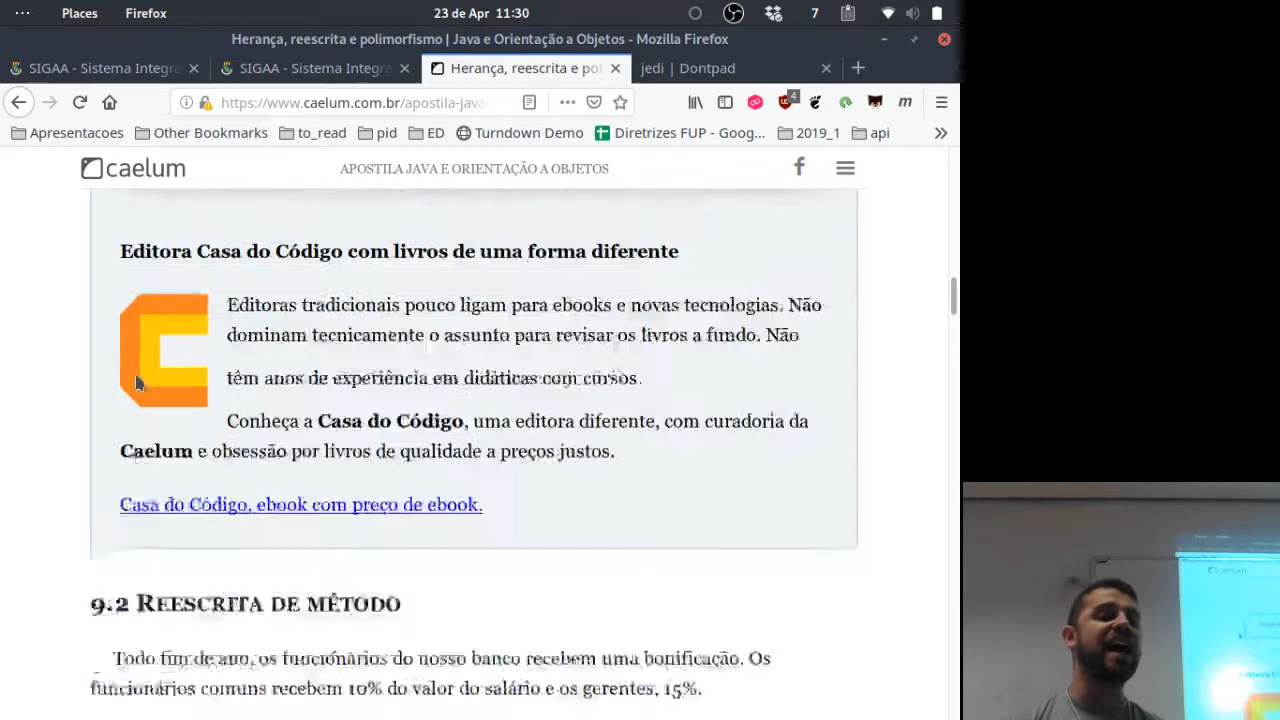 Places Firefox 23 de Apr 11:30 7
Herança, reescrita e polimorfismo | Java e Orientação a Objetos - Mozilla Firefox
SIGAA - Sistema Integra SIGAA - Sistema Integra Herança, reescrita e pol jedi | Dontpad
https://www.caelum.com.br/apostila-java- 4 m
Apresentacoes Other Bookmarks to_read pid ED Turndown Demo Diretrizes FUP - Goog... 2019_1 api
caelum APOSTILA JAVA E ORIENTAÇÃO A OBJETOS
Editora Casa do Código com livros de uma forma diferente
Editoras tradicionais pouco ligam para ebooks e novas tecnologias. Não
dominam tecnicamente o assunto para revisar os livros a fundo. Não
têm anos de experiência em didáticas com cursos.
Conheça a Casa do Código, uma editora diferente, com curadoria da
Caelum e obsessão por livros de qualidade a preços justos.
Casa do Código, ebook com preço de ebook.
9.2 REESCRITA DE MÉTODO
Todo fim de ano, os funcionários do nosso banco recebem uma bonificação. Os
funcionários comuns recebem 10% do valor do salário e os gerentes, 15%.